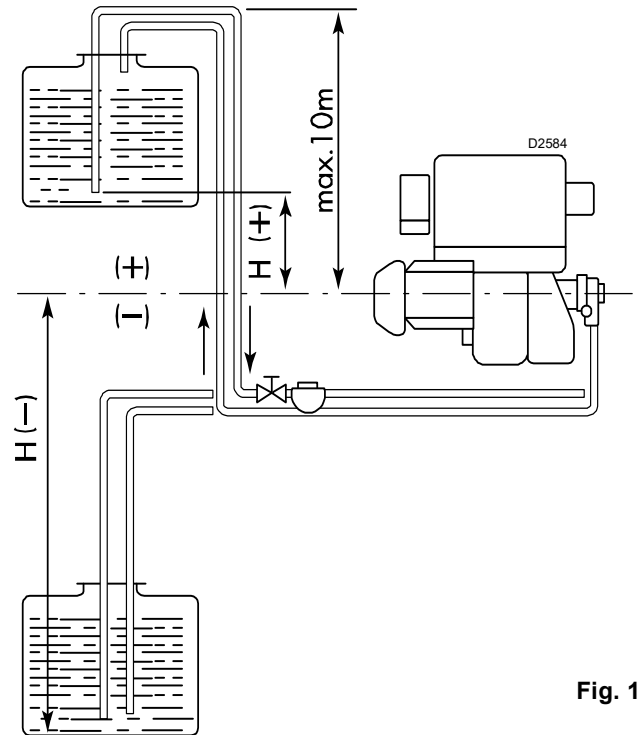 D2584
max.10m
H (+)
(+)
(−)
H (−)
Fig. 1